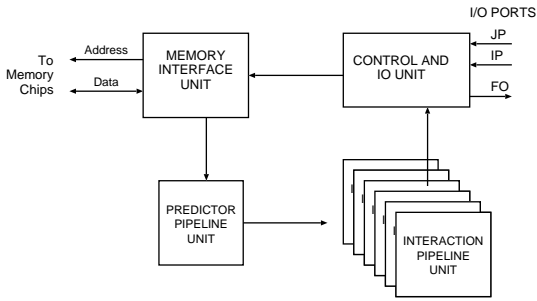 I/O PORTS
JP
IP
FO
To
Memory
Chips
Address
Data
MEMORY
INTERFACE
UNIT
CONTROL AND
IO UNIT
PREDICTOR
PIPELINE
UNIT
I
I
I
I
I
INTERACTION
PIPELINE
UNIT